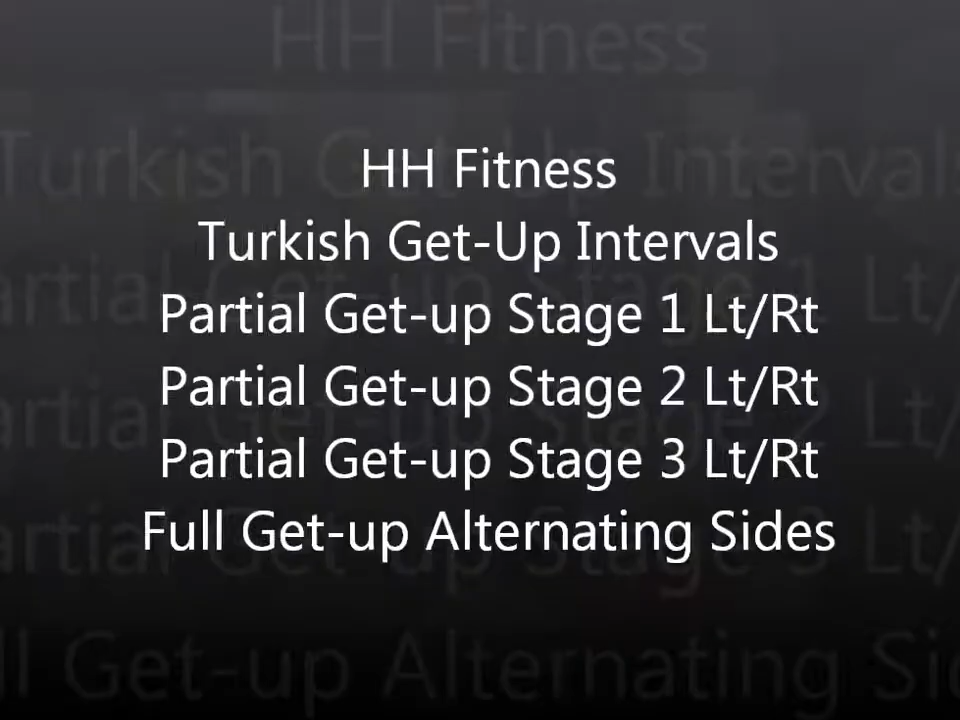 HH Fitness
Turkish Get-Up Intervals
Partial Get-up Stage 1 Lt/Rt
Partial Get-up Stage 2 Lt/Rt
Partial Get-up Stage 3 Lt/Rt
Full Get-up Alternating Sides